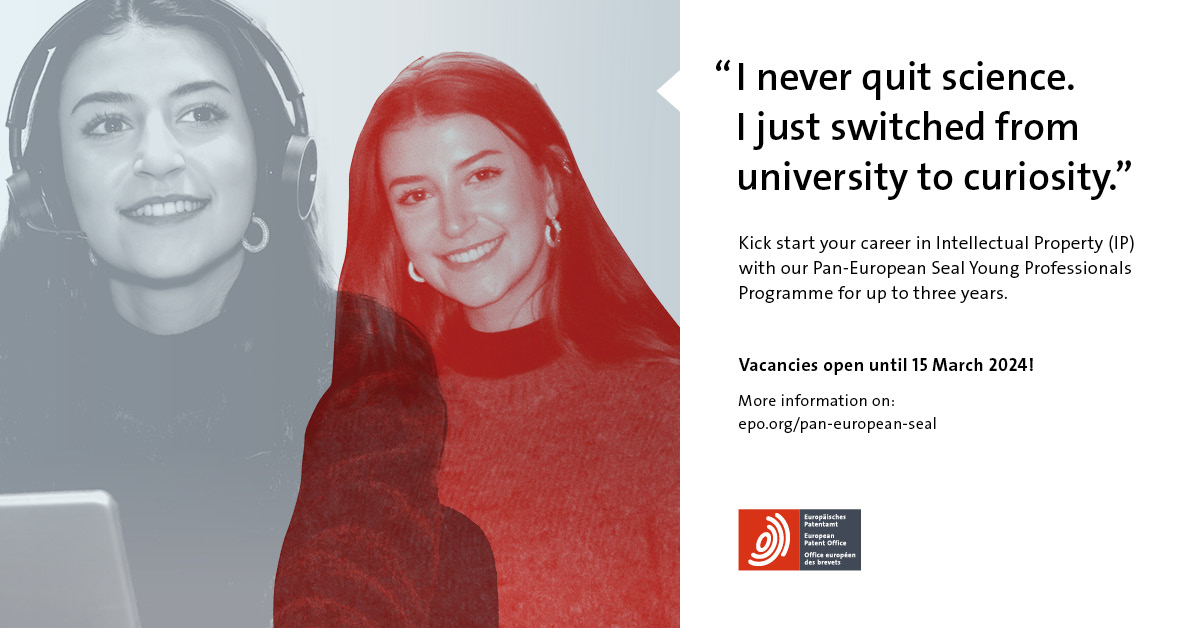 “I never quit science.
I just switched from
university to curiosity.”
Kick start your career in Intellectual Property (IP)
with our Pan-European Seal Young Professionals
Programme for up to three years.
Vacancies open until 15 March 2024!
More information on:
epo.org/pan-european-seal
Europäisches
Patentamt
European
Patent Office
Office européen
des brevets